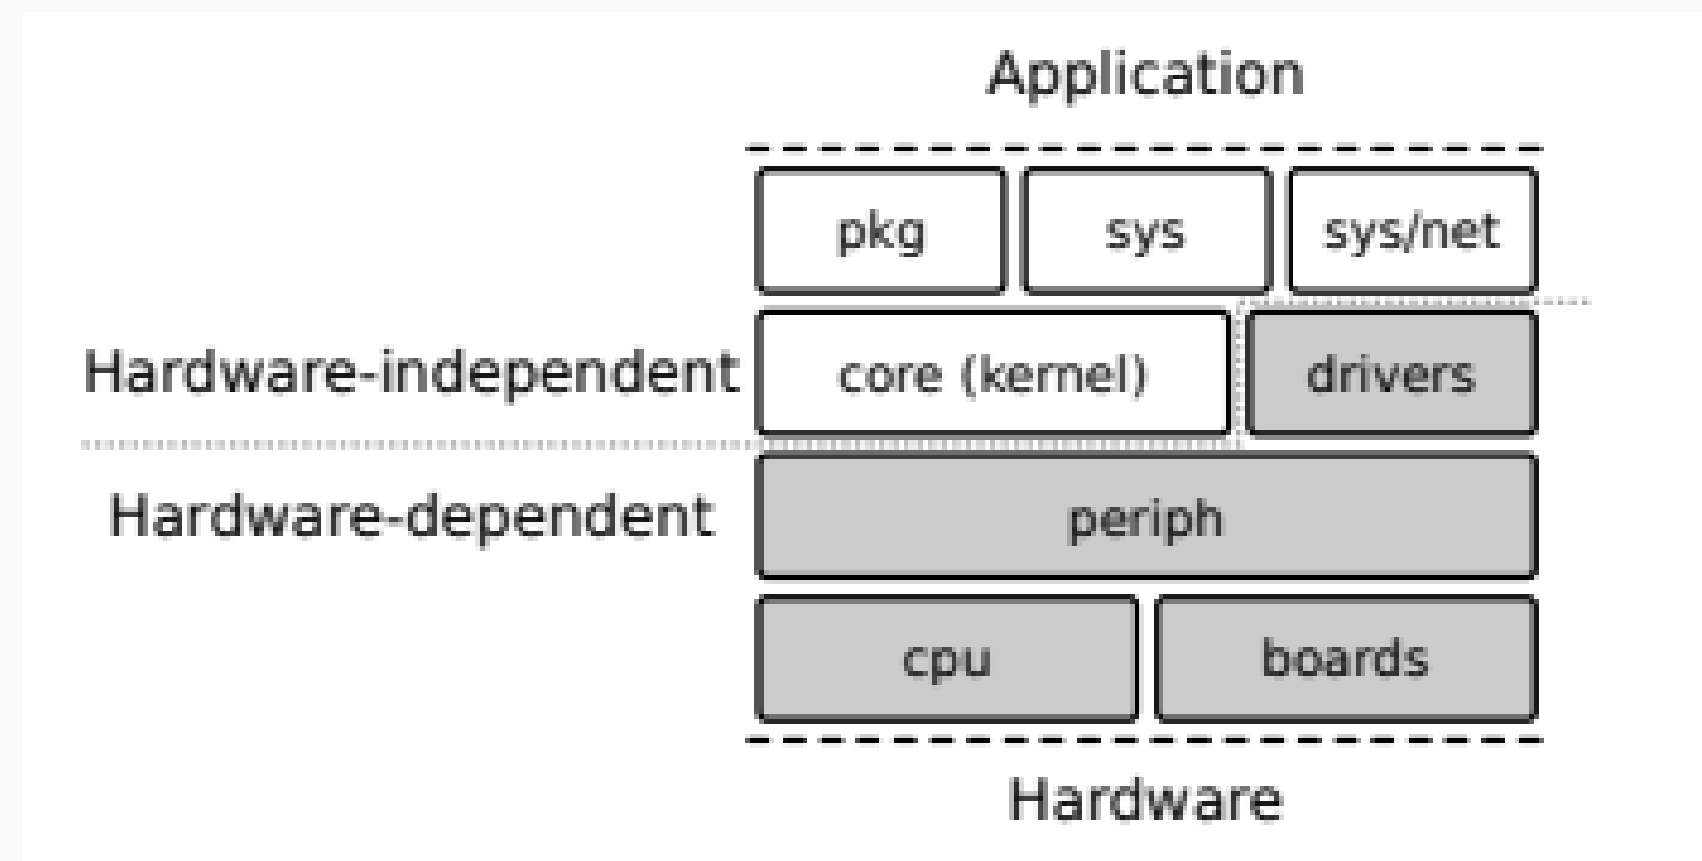 Application
pkg
sys
sys/net
Hardware-independent
core (kernel)
drivers
Hardware-dependent
periph
cpu
boards
Hardware